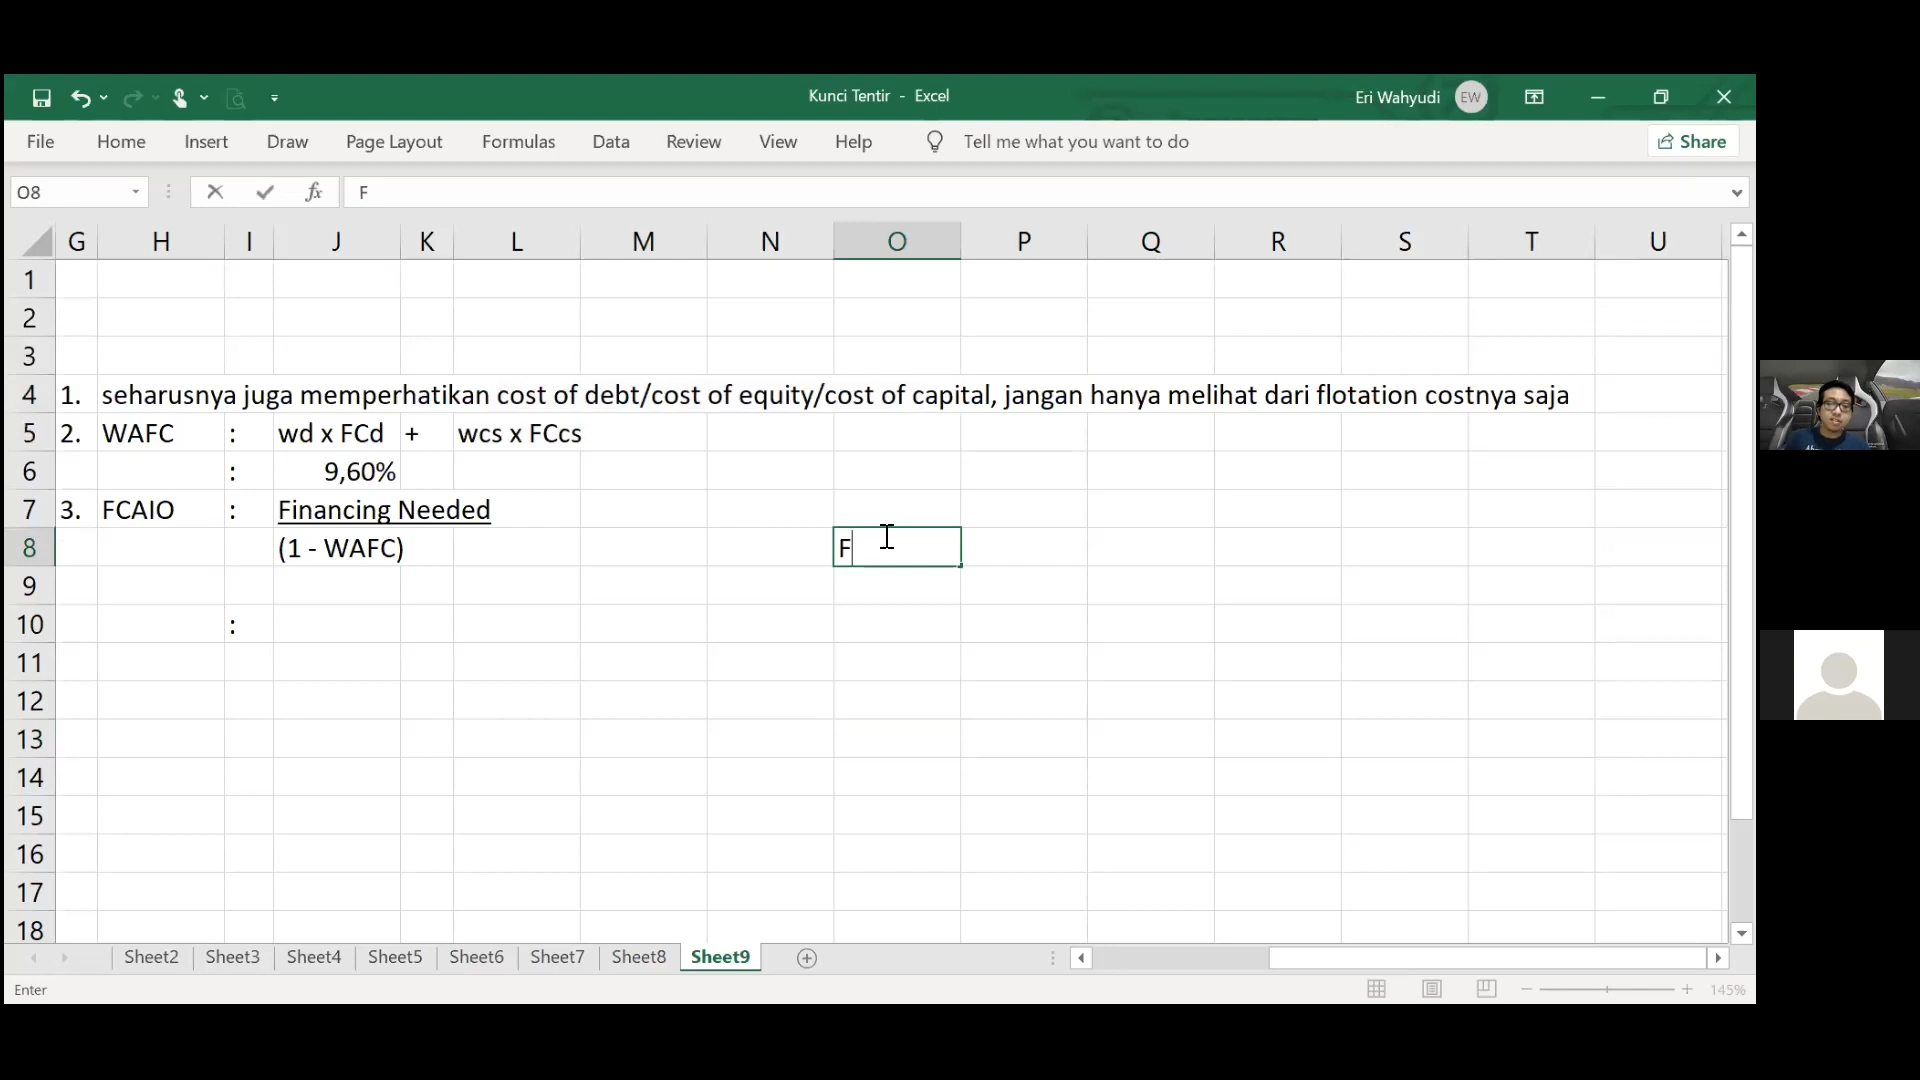 Kunci Tentir - Excel
Eri Wahyudi EW
File Home Insert Draw Page Layout Formulas Data Review View Help Tell me what you want to do Share
O8 fx F
G H I J K L M N O P Q R S T U
1
2
3
4 1. seharusnya juga memperhatikan cost of debt/cost of equity/cost of capital, jangan hanya melihat dari flotation costnya saja
5 2. WAFC : wd x FCd + wcs x FCcs
6 : 9,60%
7 3. FCAIO : Financing Needed
8 (1 - WAFC) F
9
10 :
11
12
13
14
15
16
17
18
Sheet2 Sheet3 Sheet4 Sheet5 Sheet6 Sheet7 Sheet8 Sheet9
Enter 145%